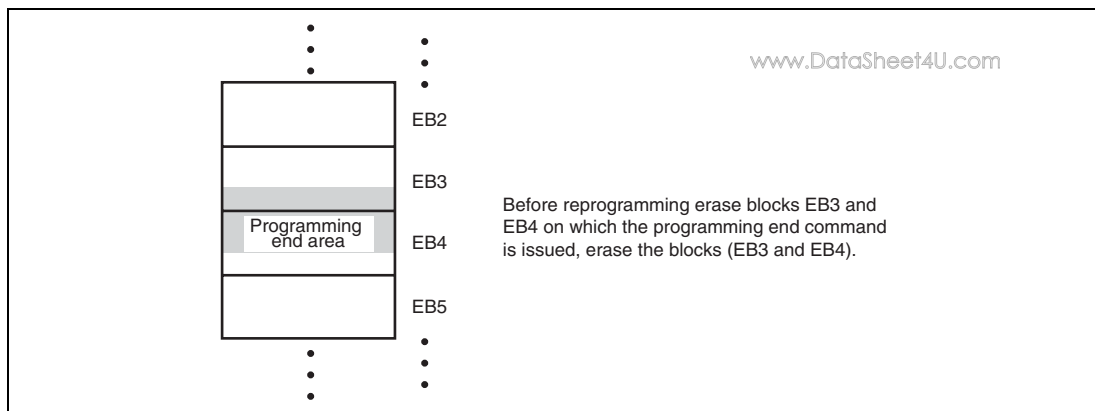 www.DataSheet4U.com
EB2
EB3
Programming
end area
EB4
EB5
Before reprogramming erase blocks EB3 and
EB4 on which the programming end command
is issued, erase the blocks (EB3 and EB4).